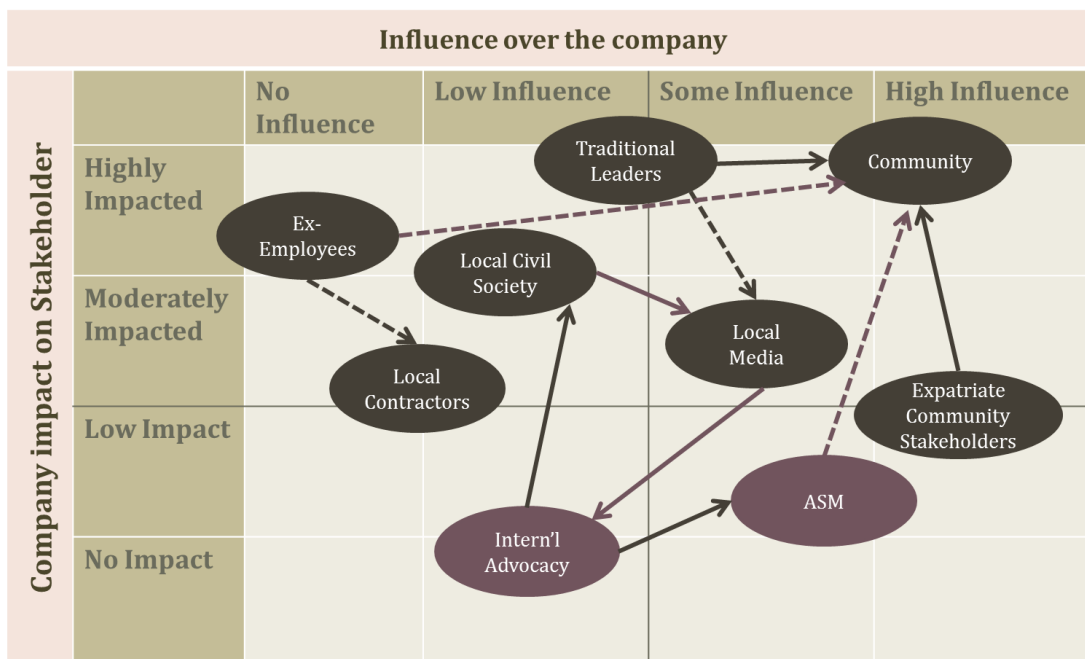 Influence over the company
Company impact on Stakeholder
No
Influence
Low Influence
Some Influence
High Influence
Highly
Impacted
Traditional
Leaders
Community
Ex-
Employees
Local Civil
Society
Moderately
Impacted
Local
Media
Local
Contractors
Expatriate
Community
Stakeholders
Low Impact
ASM
Intern'l
Advocacy
No Impact